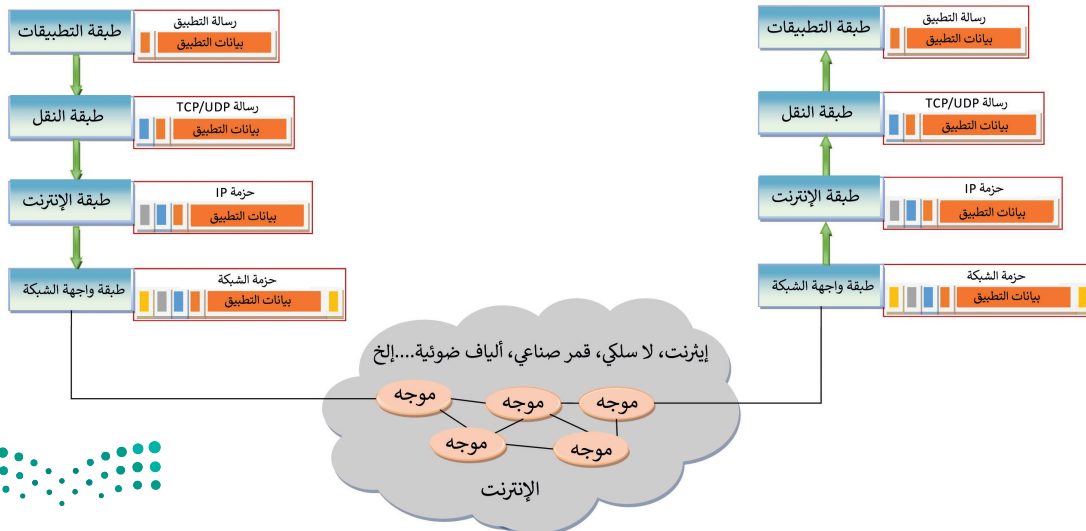 رسالة التطبيق
طبقة التطبيقات
بيانات التطبيق
رسالة TCP/UDP
طبقة النقل
بيانات التطبيق
حزمة IP
طبقة الإنترنت
بيانات التطبيق
حزمة الشبكة
طبقة واجهة الشبكة
بيانات التطبيق
رسالة التطبيق
طبقة التطبيقات
بيانات التطبيق
رسالة TCP/UDP
طبقة النقل
بيانات التطبيق
حزمة IP
طبقة الإنترنت
بيانات التطبيق
حزمة الشبكة
طبقة واجهة الشبكة
بيانات التطبيق
إيثرنت، لا سلكي، قمر صناعي، ألياف ضوئية....إلخ
موجه
موجه
موجه
موجه
موجه
الإنترنت